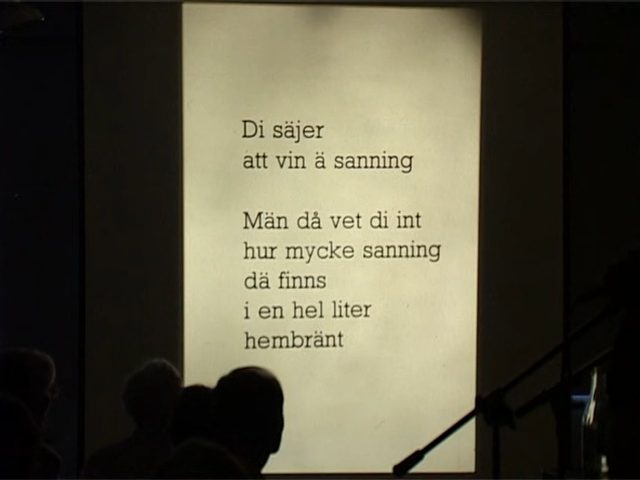 Di säjer
att vin ä sanning
Män då vet di int
hur mycke sanning
dä finns
i en hel liter
hembränt